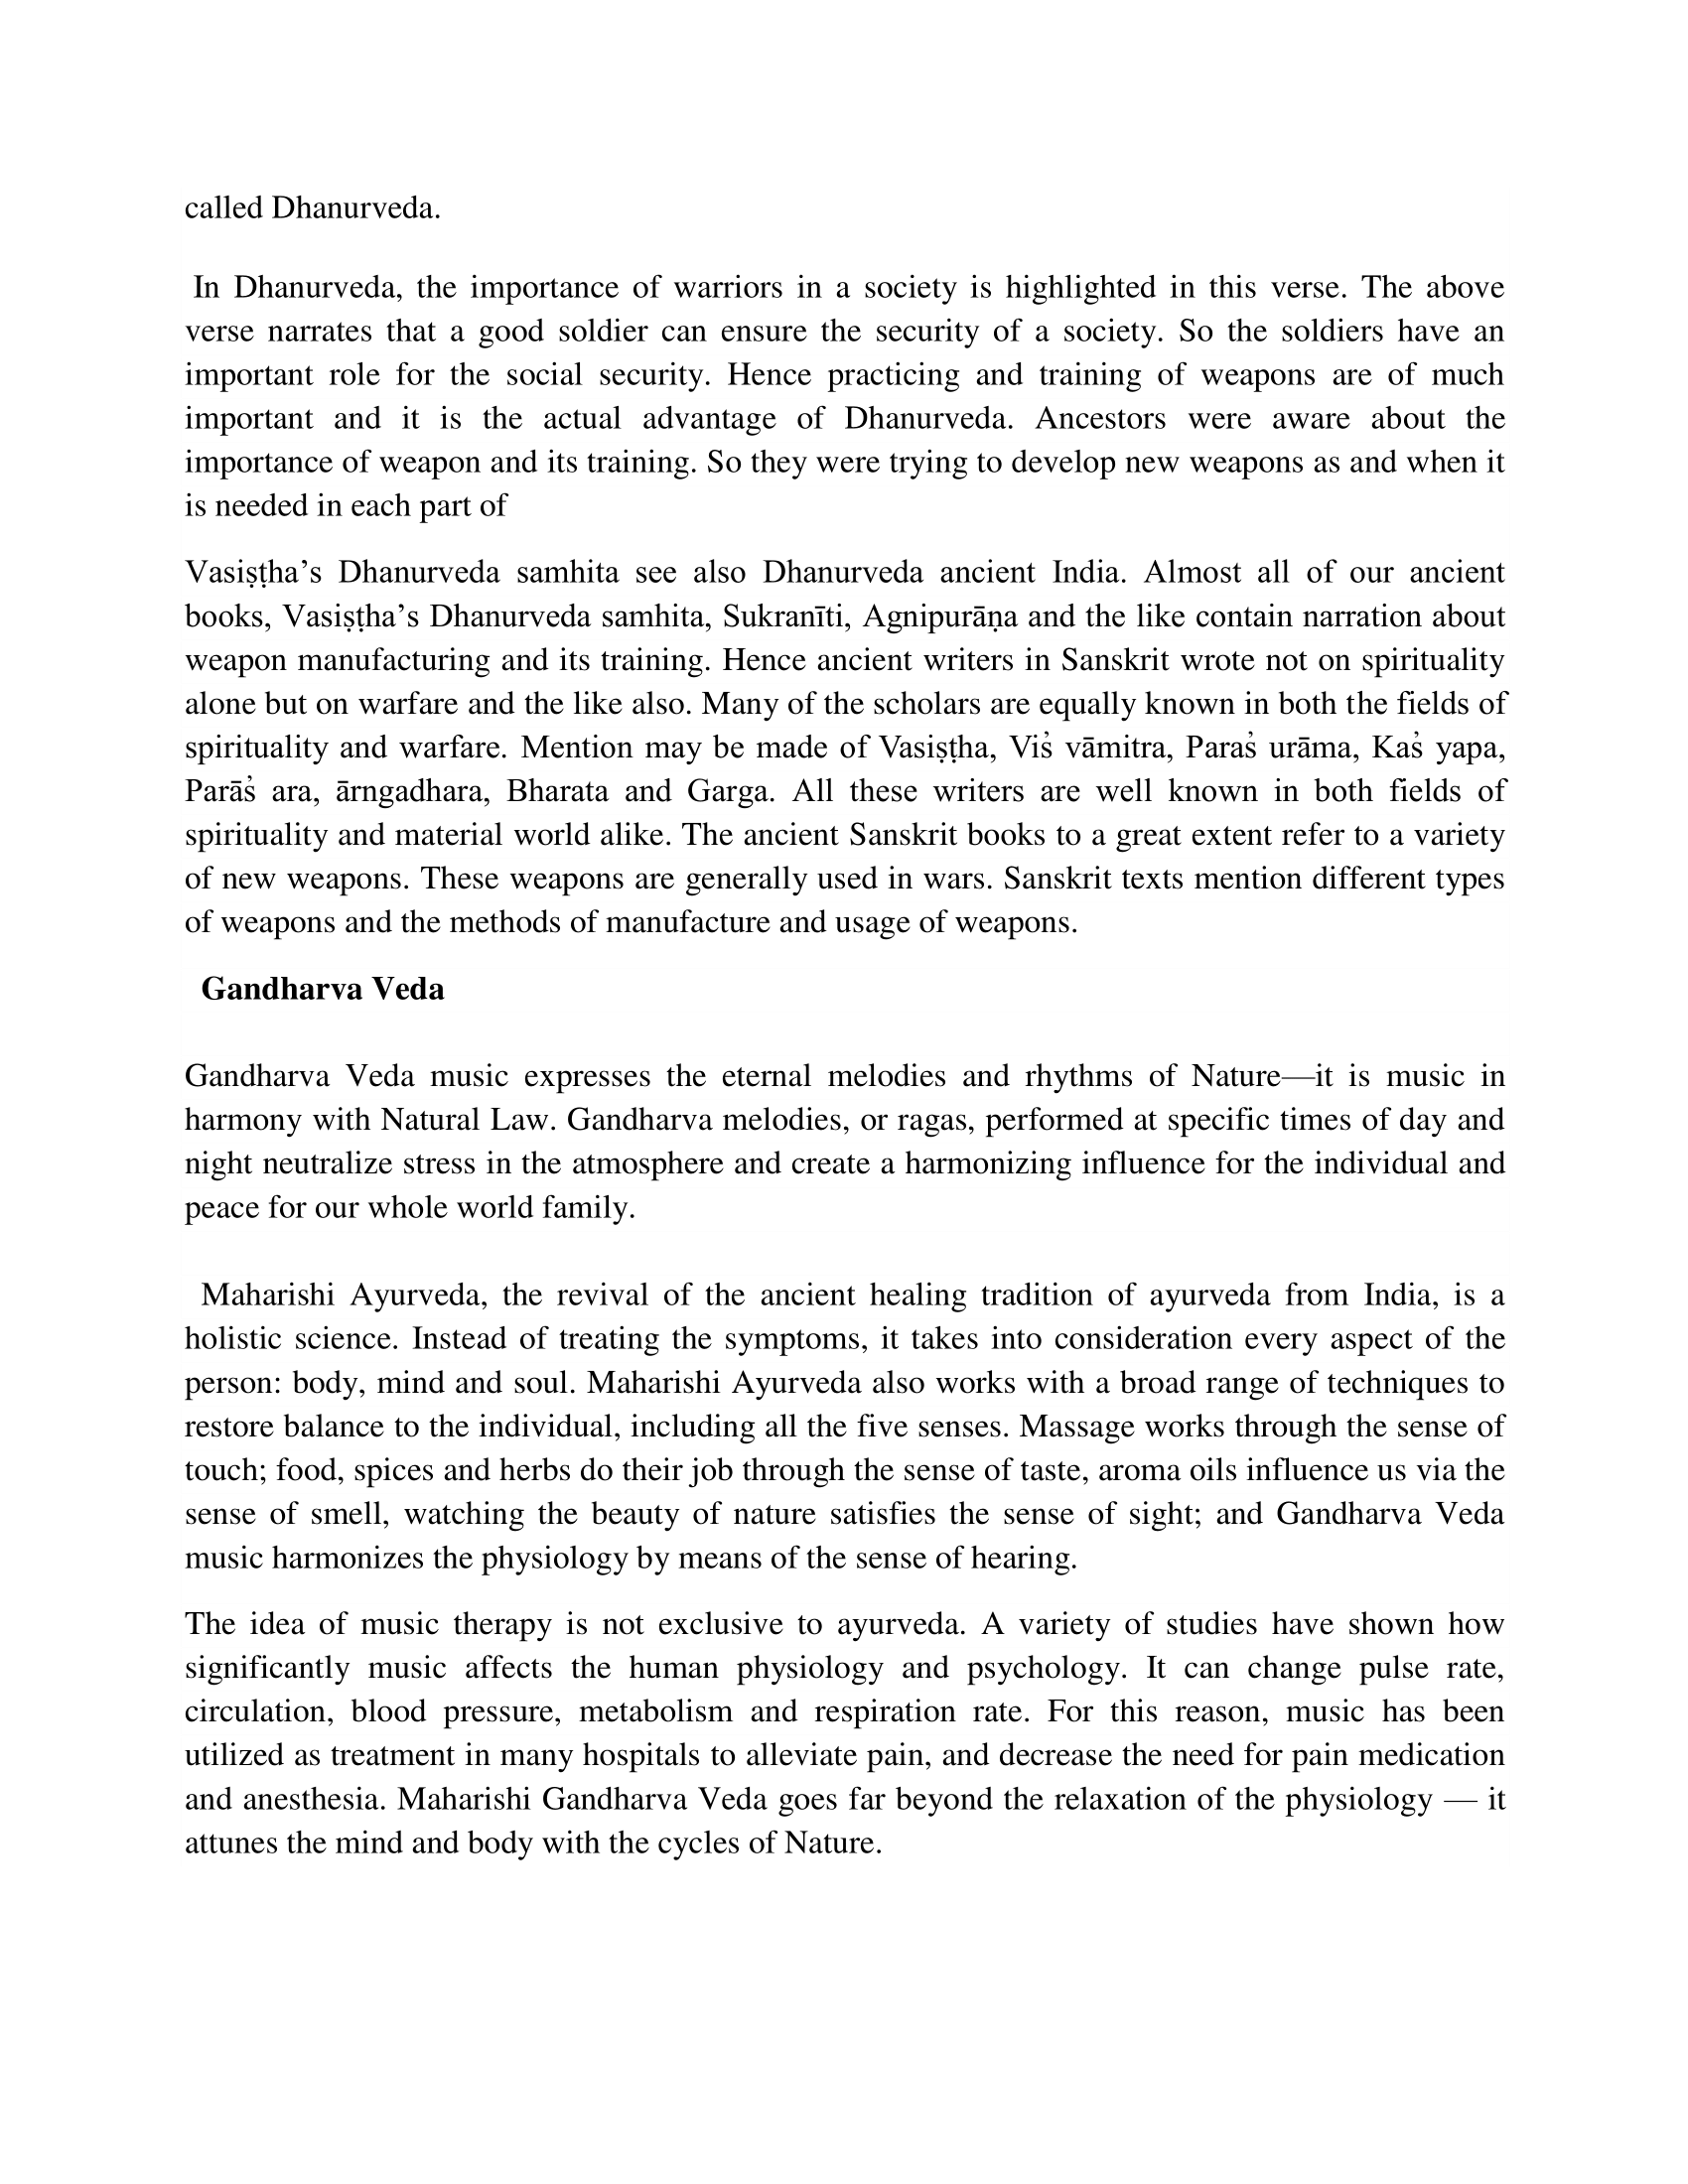 called Dhanurveda.
In Dhanurveda, the importance of warriors in a society is highlighted in this verse. The above
verse narrates that a good soldier can ensure the security of a society. So the soldiers have an
important role for the social security. Hence practicing and training of weapons are of much
important and it is the actual advantage of Dhanurveda. Ancestors were aware about the
importance of weapon and its training. So they were trying to develop new weapons as and when it
is needed in each part of
Vasiṣṭha’s Dhanurveda samhita see also Dhanurveda ancient India. Almost all of our ancient
books, Vasiṣṭha’s Dhanurveda samhita, Sukranīti, Agnipurāṇa and the like contain narration about
weapon manufacturing and its training. Hence ancient writers in Sanskrit wrote not on spirituality
alone but on warfare and the like also. Many of the scholars are equally known in both the fields of
spirituality and warfare. Mention may be made of Vasiṣṭha, Viṡ vāmitra, Paraṡ urāma, Kaṡ yapa,
Parāṡ ara, ārngadhara, Bharata and Garga. All these writers are well known in both fields of
spirituality and material world alike. The ancient Sanskrit books to a great extent refer to a variety
of new weapons. These weapons are generally used in wars. Sanskrit texts mention different types
of weapons and the methods of manufacture and usage of weapons.
Gandharva Veda
Gandharva Veda music expresses the eternal melodies and rhythms of Nature—it is music in
harmony with Natural Law. Gandharva melodies, or ragas, performed at specific times of day and
night neutralize stress in the atmosphere and create a harmonizing influence for the individual and
peace for our whole world family.
Maharishi Ayurveda, the revival of the ancient healing tradition of ayurveda from India, is a
holistic science. Instead of treating the symptoms, it takes into consideration every aspect of the
person: body, mind and soul. Maharishi Ayurveda also works with a broad range of techniques to
restore balance to the individual, including all the five senses. Massage works through the sense of
touch; food, spices and herbs do their job through the sense of taste, aroma oils influence us via the
sense of smell, watching the beauty of nature satisfies the sense of sight; and Gandharva Veda
music harmonizes the physiology by means of the sense of hearing.
The idea of music therapy is not exclusive to ayurveda. A variety of studies have shown how
significantly music affects the human physiology and psychology. It can change pulse rate,
circulation, blood pressure, metabolism and respiration rate. For this reason, music has been
utilized as treatment in many hospitals to alleviate pain, and decrease the need for pain medication
and anesthesia. Maharishi Gandharva Veda goes far beyond the relaxation of the physiology — it
attunes the mind and body with the cycles of Nature.